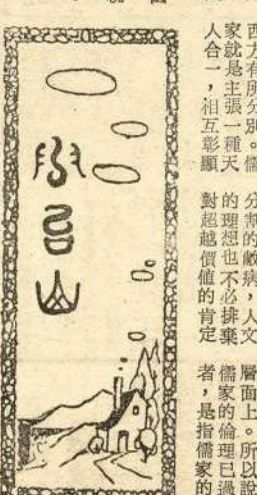 西方有所分別。儒
家就是主張一種天
人合一，相互彰顯
分割的敝病，人文
的理想也不必排棄
對超越價值的肯定
層面上。所以說
儒家的倫理已過
者，是指儒家的
山